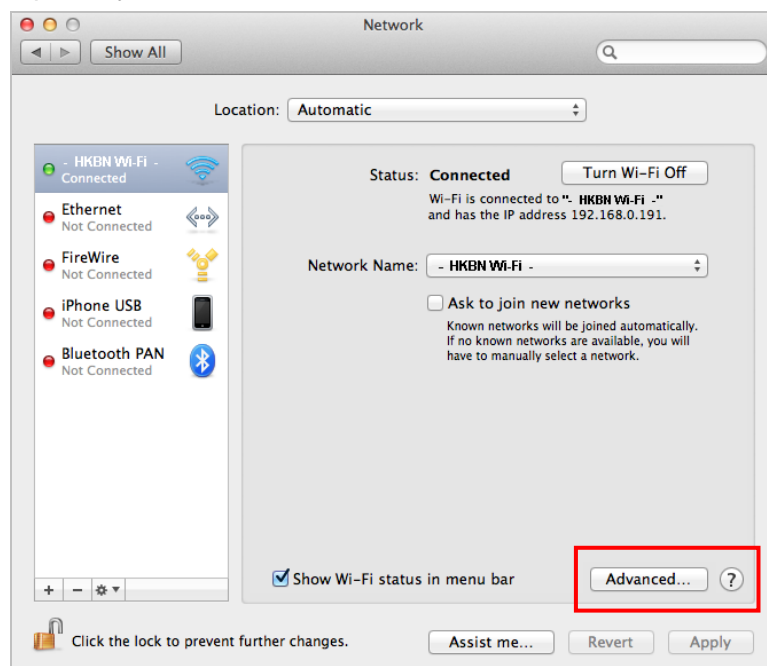 Network
Show All
Location: Automatic
- HKBN Wi-Fi -
Connected
Ethernet
Not Connected
FireWire
Not Connected
iPhone USB
Not Connected
Bluetooth PAN
Not Connected
Status: Connected Turn Wi-Fi Off
Wi-Fi is connected to "- HKBN Wi-Fi -"
and has the IP address 192.168.0.191.
Network Name: - HKBN Wi-Fi -
Ask to join new networks
Known networks will be joined automatically.
If no known networks are available, you will
have to manually select a network.
Show Wi-Fi status in menu bar Advanced... ?
Click the lock to prevent further changes. Assist me... Revert Apply